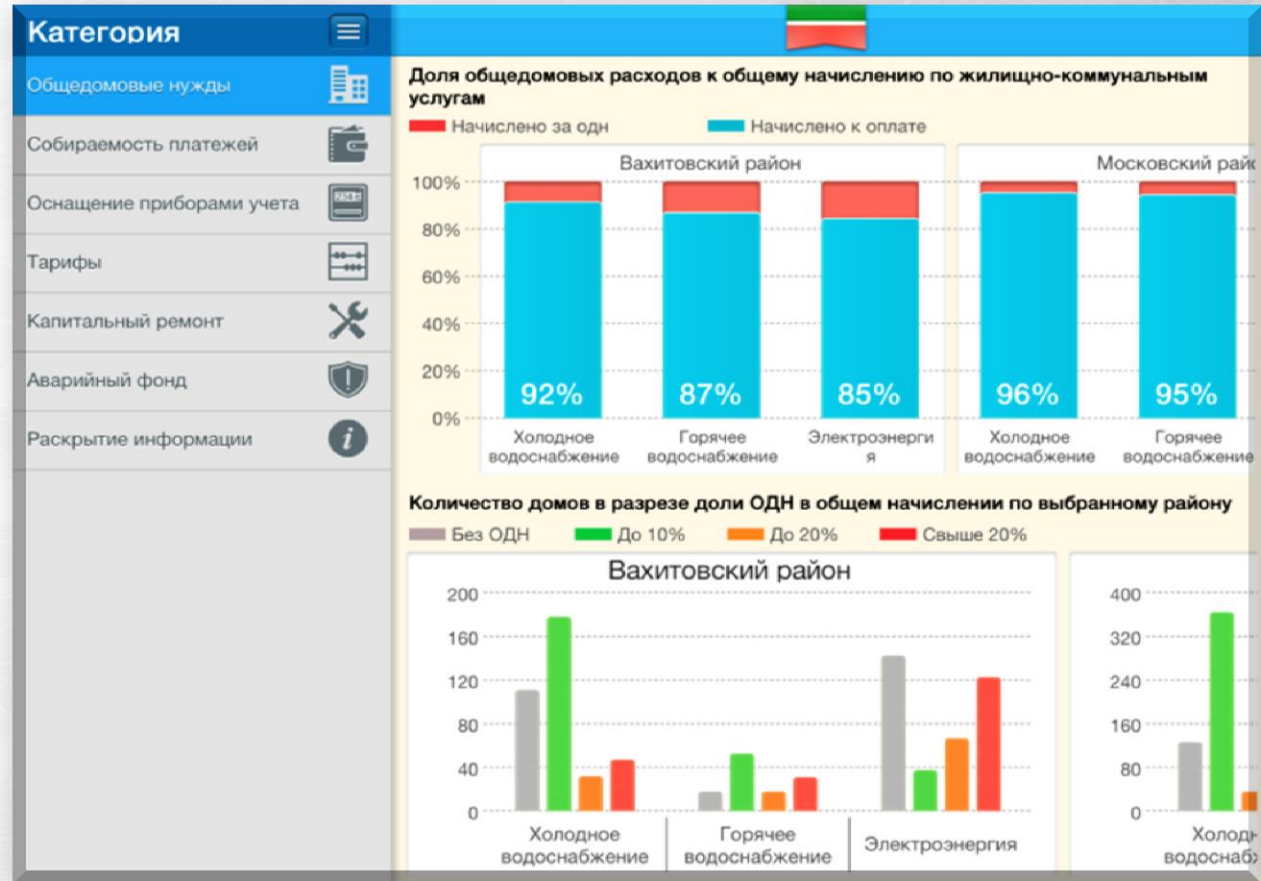 Категория
Общедомовые нужды
Собираемость платежей
Оснащение приборами учета
Тарифы
Капитальный ремонт
Аварийный фонд
Раскрытие информации
Доля общедомовых расходов к общему начислению по жилищно-коммунальным
услугам
Начислено за одн Начислено к оплате
Вахитовский район
100%
80%
60%
40%
20%
0%
92% 87% 85%
Холодное
водоснабжение
Горячее
водоснабжение
Электроэнерги
я
Московский райо
96% 95%
Холодное
водоснабжение
Горячее
водоснабжение
Количество домов в разрезе доли ОДН в общем начислении по выбранному району
Без ОДН До 10% До 20% Свыше 20%
Вахитовский район
200
160
120
80
40
0
Холодное
водоснабжение
Горячее
водоснабжение
Электроэнергия
400
320
240
160
80
0
Холодн
водоснаб